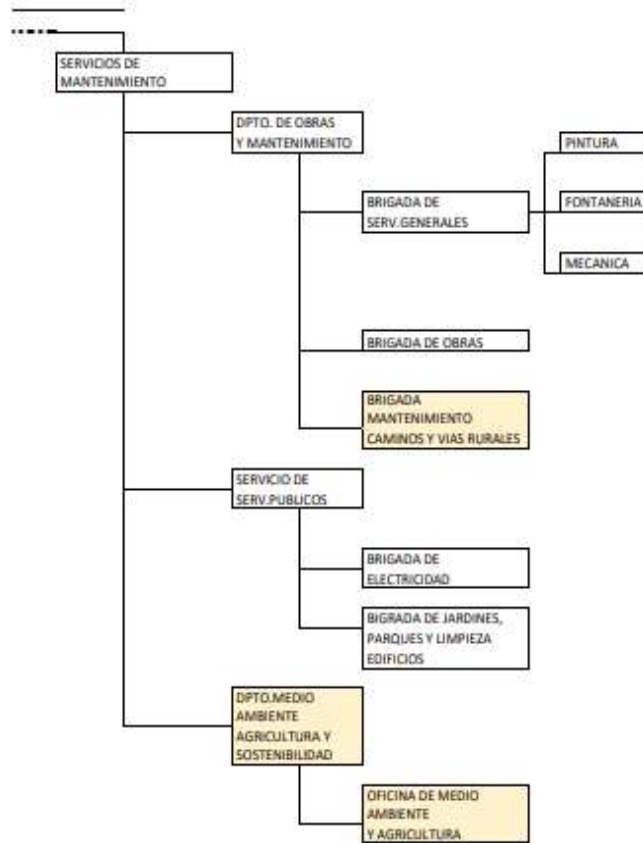 SERVICIOS DE
MANTENIMIENTO
DPTO. DE OBRAS
Y MANTENIMIENTO
PINTURA
BRIGADA DE
SERV.GENERALES
FONTANERIA
MECANICA
BRIGADA DE OBRAS
BRIGADA
MANTENIMIENTO
CAMINOS Y VIAS RURALES
SERVICIO DE
SERV.PUBLICOS
BRIGADA DE
ELECTRICIDAD
BIGRADA DE JARDINES,
PARQUES Y LIMPIEZA
EDIFICIOS
DPTO.MEDIO
AMBIENTE
AGRICULTURA Y
SOSTENIBILIDAD
OFICINA DE MEDIO
AMBIENTE
Y AGRICULTURA